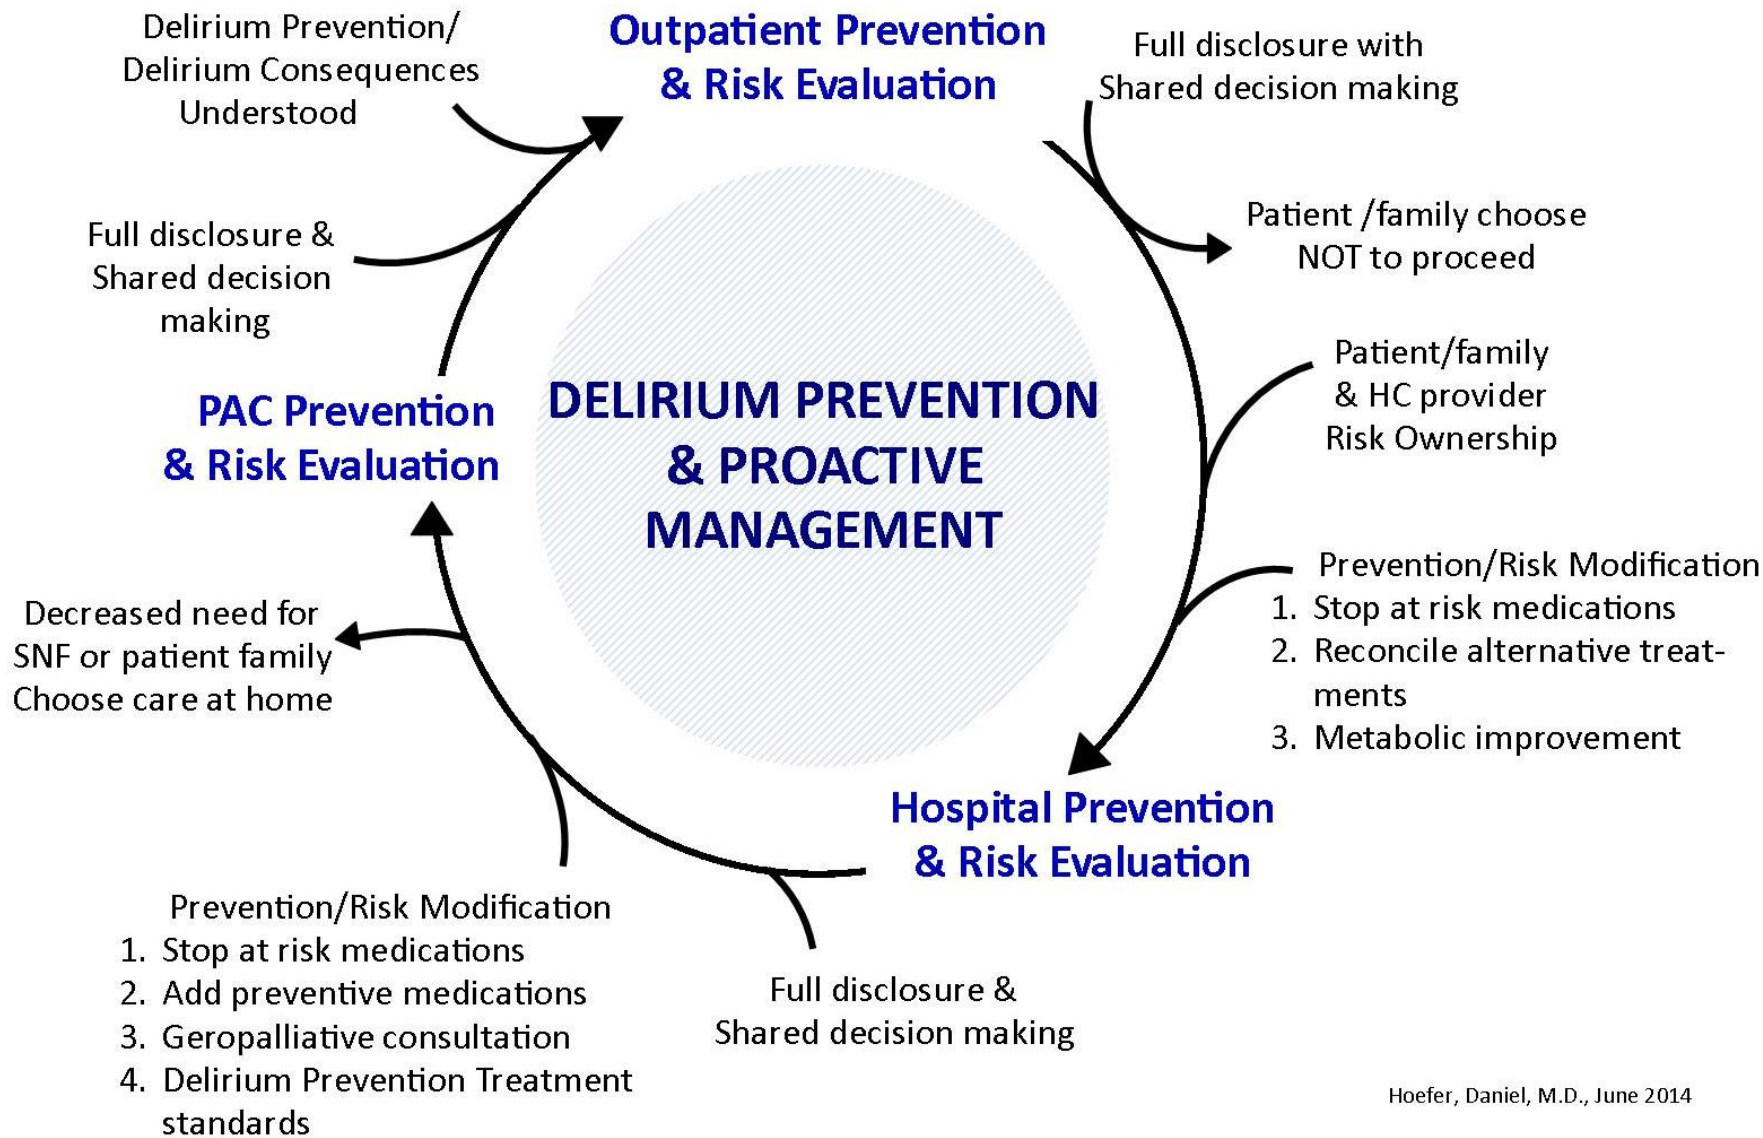 Delirium Prevention/
Delirium Consequences
Understood
Outpatient Prevention
& Risk Evaluation
Full disclosure with
Shared decision making
Patient /family choose
NOT to proceed
Full disclosure &
Shared decision
making
Patient/family
& HC provider
Risk Ownership
PAC Prevention
& Risk Evaluation
DELIRIUM PREVENTION
& PROACTIVE
MANAGEMENT
Prevention/Risk Modification
1. Stop at risk medications
2. Reconcile alternative treat-
ments
3. Metabolic improvement
Decreased need for
SNF or patient family
Choose care at home
Hospital Prevention
& Risk Evaluation
Prevention/Risk Modification
1. Stop at risk medications
2. Add preventive medications
3. Geropalliative consultation
4. Delirium Prevention Treatment
standards
Full disclosure &
Shared decision making
Hoefer, Daniel, M.D., June 2014